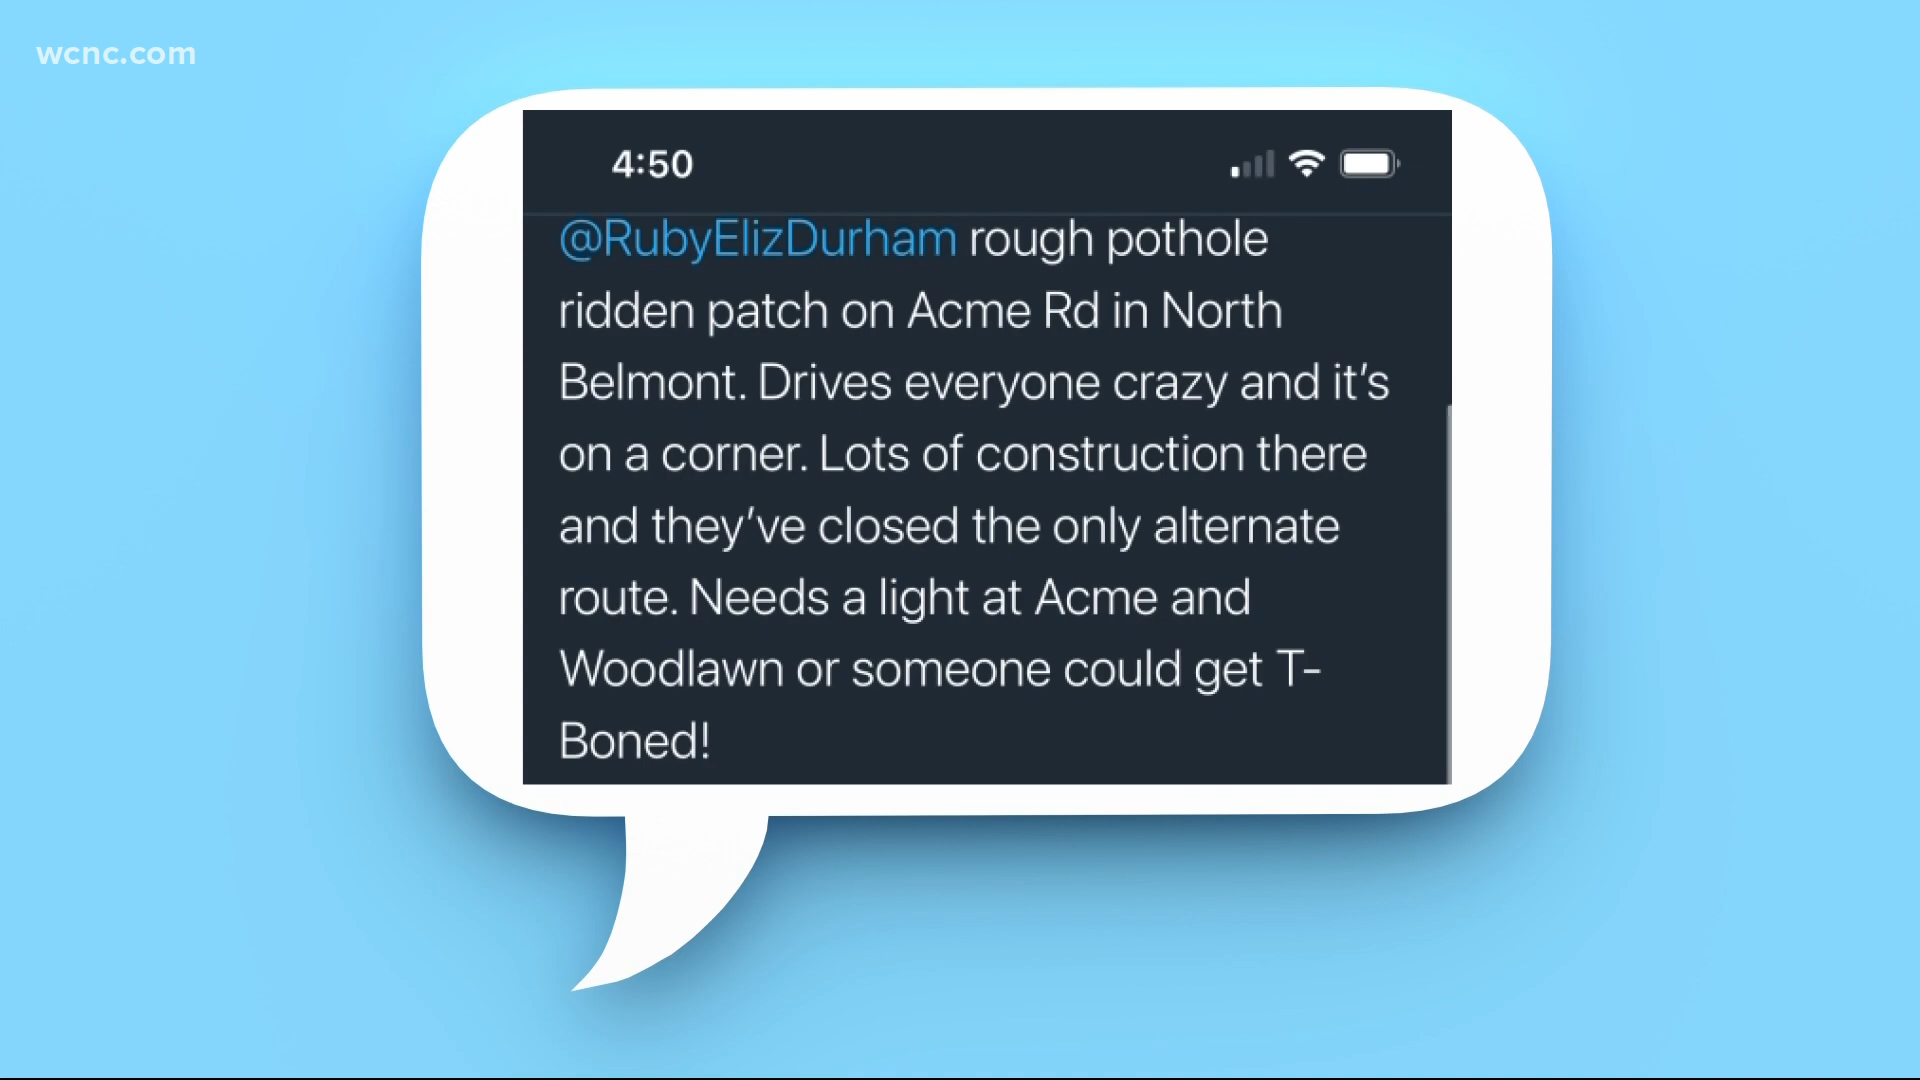 wcnc.com
4:50
@RubyElizDurham rough pothole
ridden patch on Acme Rd in North
Belmont. Drives everyone crazy and it’s
on a corner. Lots of construction there
and they’ve closed the only alternate
route. Needs a light at Acme and
Woodlawn or someone could get T-
Boned!